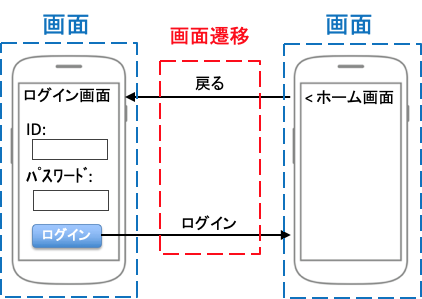 画面
画面遷移
画面
戻る
ログイン画面
< ホーム画面
ID:
ﾊﾟｽﾜｰﾄﾞ:
ログイン
ログイン